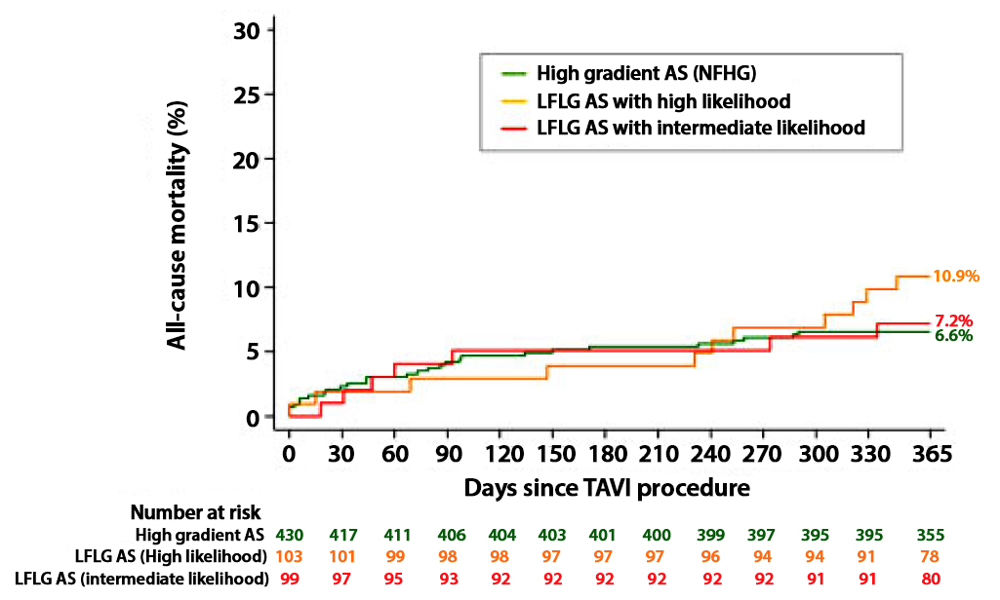 30
25
20
15
10
5
0
All-cause mortality (%)
High gradient AS (NFHG)
LFLG AS with high likelihood
LFLG AS with intermediate likelihood
10.9%
7.2%
6.6%
0 30 60 90 120 150 180 210 240 270 300 330 365
Days since TAVI procedure
Number at risk
High gradient AS 430 417 411 406 404 403 401 400 399 397 395 395 355
LFLG AS (High likelihood) 103 101 99 98 98 97 97 97 96 94 94 91 78
LFLG AS (intermediate likelihood) 99 97 95 93 92 92 92 92 92 92 91 91 80